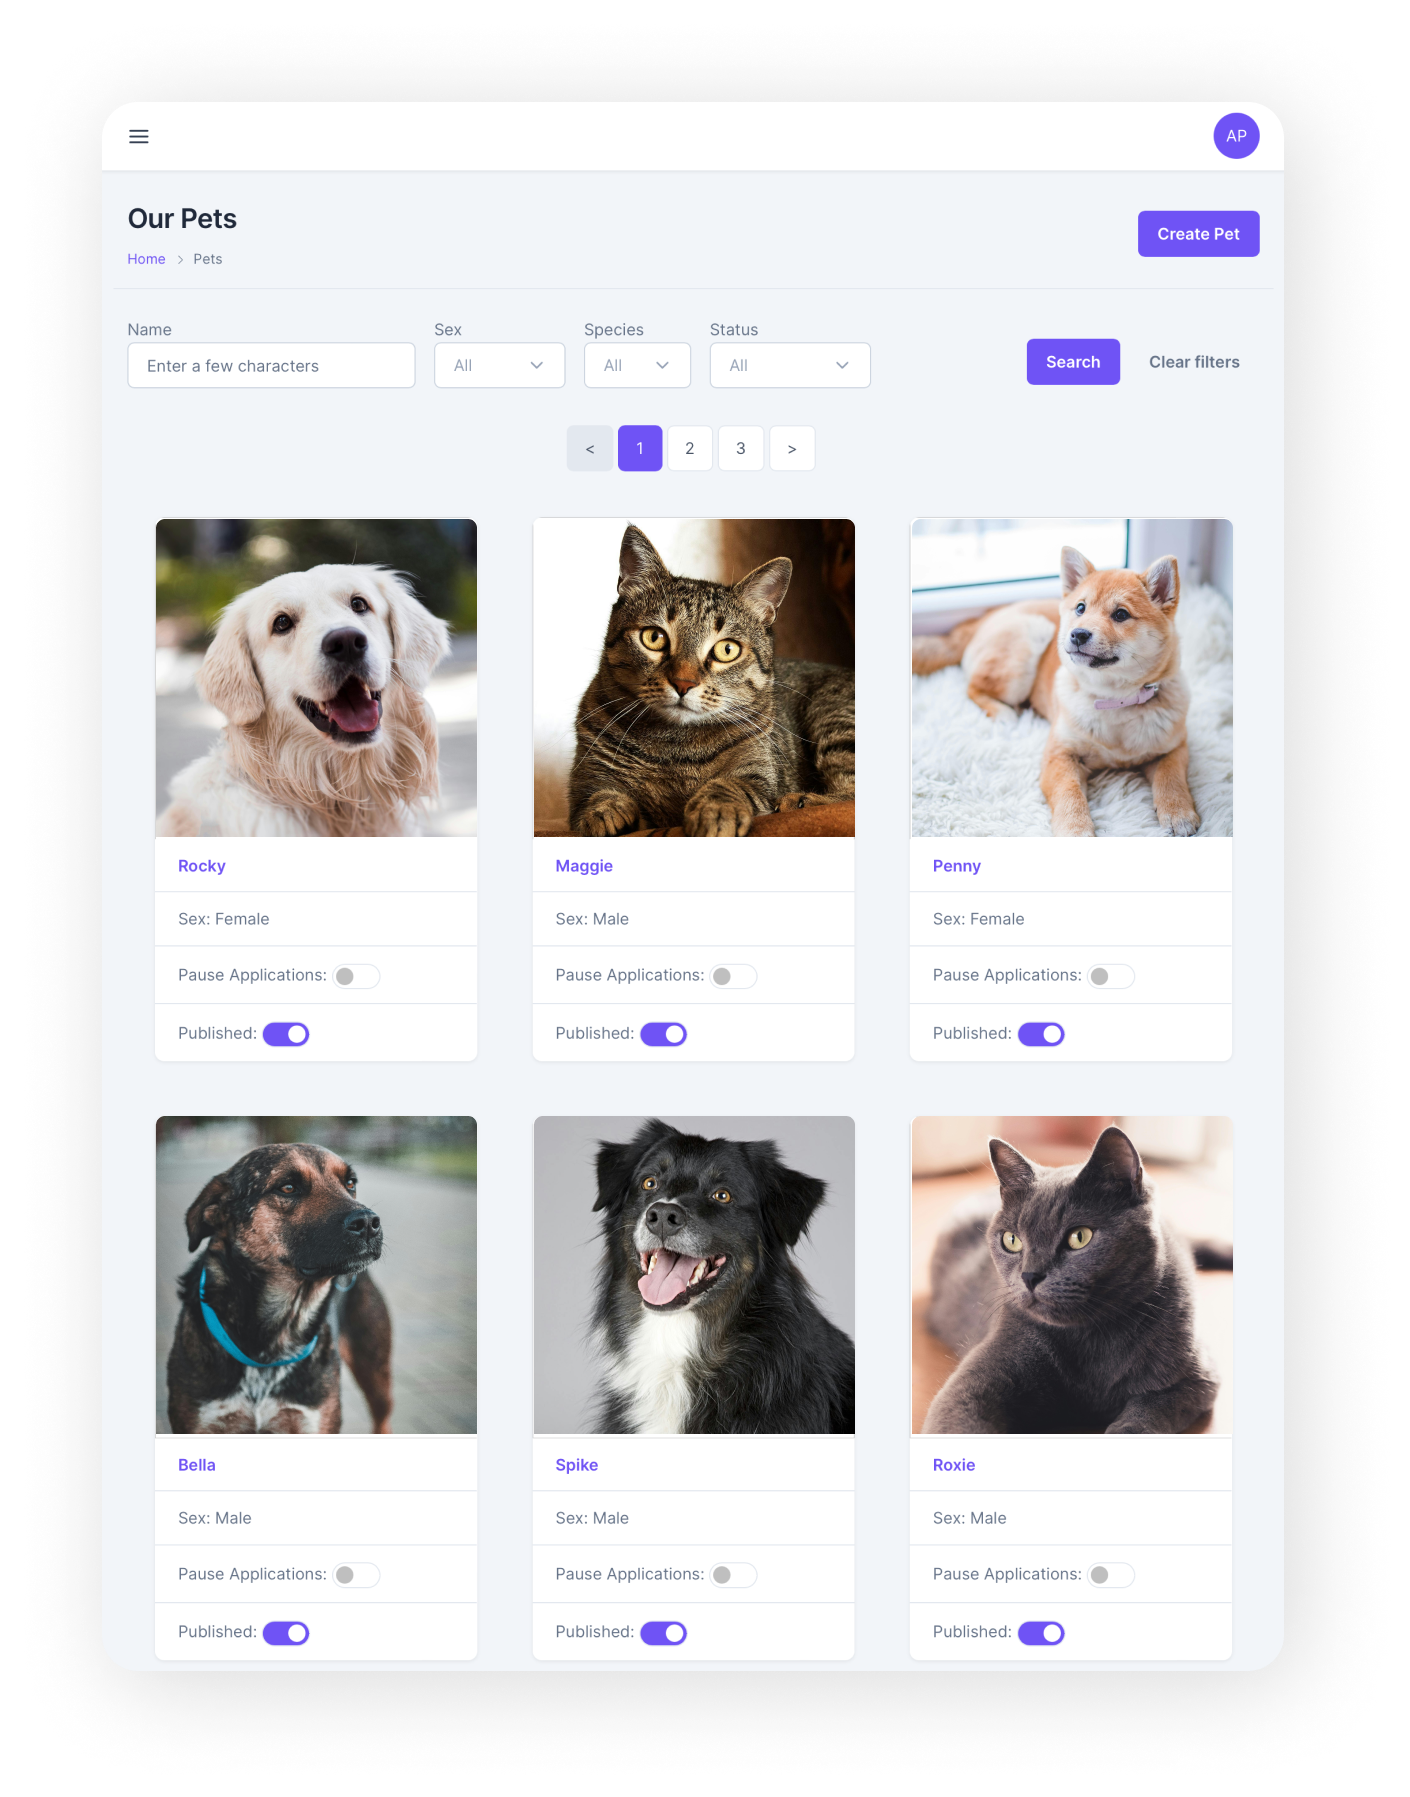 AP
Our Pets
Create Pet
Home > Pets
Name Sex Species Status
Enter a few characters All All All Search Clear filters
< 1 2 3 >
Rocky Maggie Penny
Sex: Female Sex: Male Sex: Female
Pause Applications: Pause Applications: Pause Applications:
Published: Published: Published:
Bella Spike Roxie
Sex: Male Sex: Male Sex: Male
Pause Applications: Pause Applications: Pause Applications:
Published: Published: Published: